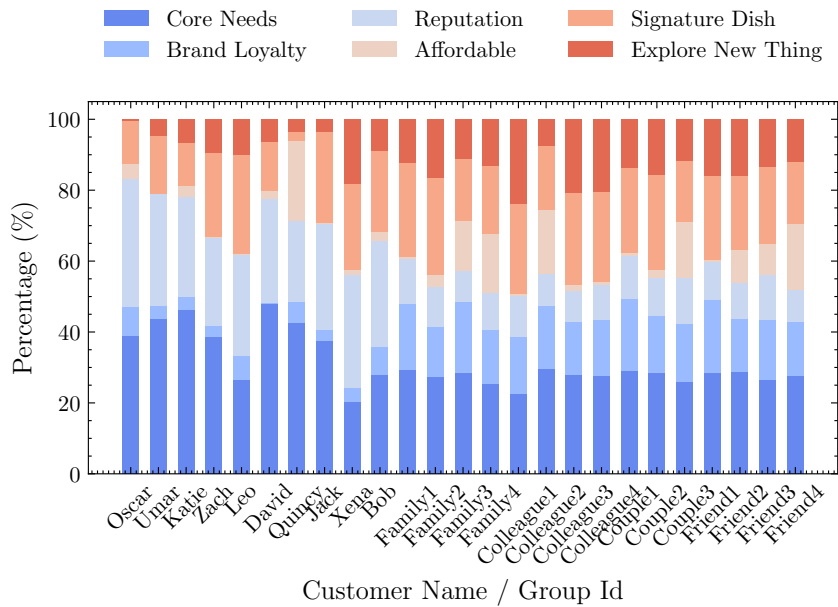 Core Needs Reputation Signature Dish
Brand Loyalty Affordable Explore New Thing
100
80
60
40
20
0
Percentage (%)
Oscar Umar Katie Zach Leo David Quincy Jack Xena Bob Family1 Family2 Family3 Family4 Colleague1 Colleague2 Colleague3 Colleague4 Couple1 Couple2 Couple3 Friend1 Friend2 Friend3 Friend4
Customer Name / Group Id